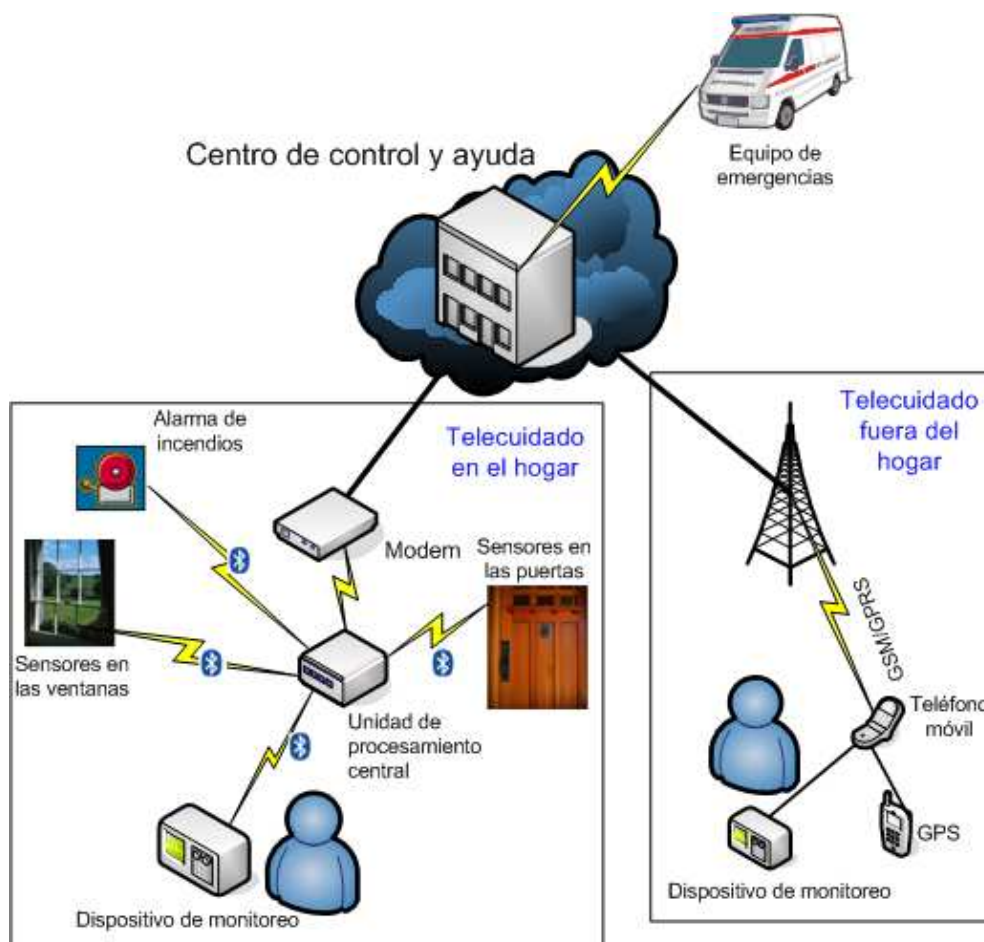 Centro de control y ayuda
Equipo de
emergencias
Telecuidado
en el hogar
Alarma de
incendios
Modem
Sensores en
las puertas
Sensores en
las ventanas
Unidad de
procesamiento
central
Dispositivo de monitoreo
Telecuidado
fuera del
hogar
GSM/GPRS
Teléfono
móvil
GPS
Dispositivo de monitoreo